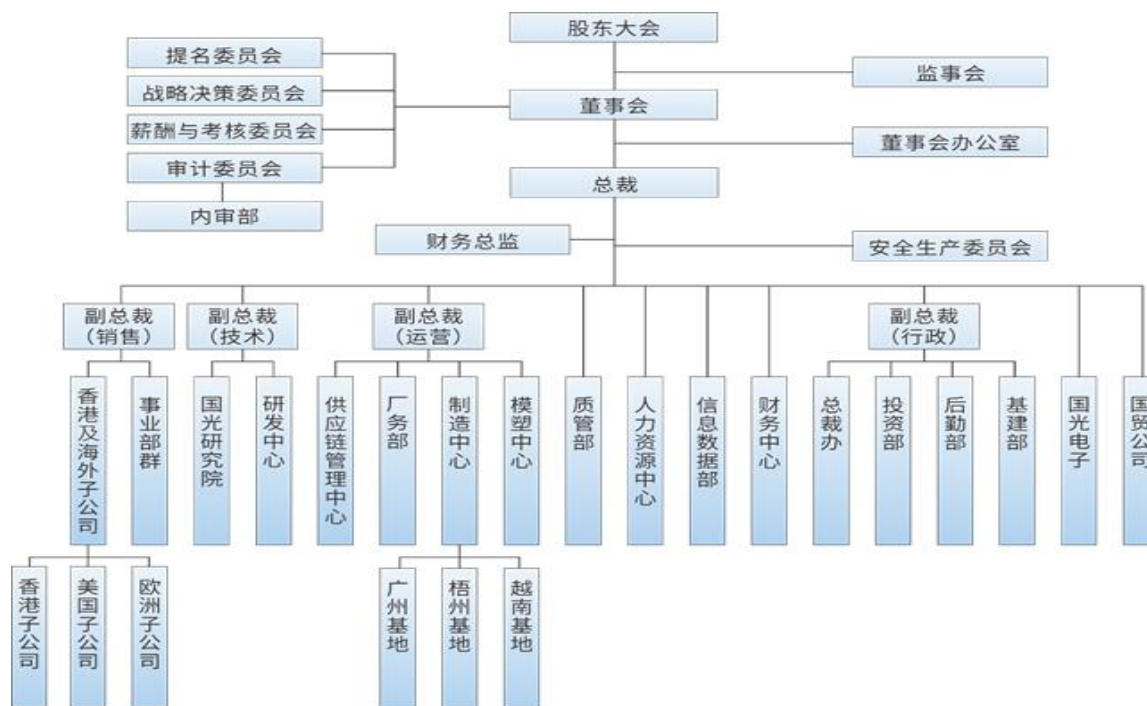 股东大会
提名委员会
监事会
战略决策委员会
董事会
薪酬与考核委员会
董事会办公室
审计委员会
总裁
内审部
财务总监
安全生产委员会
副总裁
（销售）
副总裁
（技术）
副总裁
（运营）
副总裁
（行政）
香港及海外子公司
事业部群
国光研究院
研发中心
供应链管理中心
厂务部
制造中心
模塑中心
质管部
人力资源中心
信息数据部
财务中心
总裁办
投资部
后勤部
基建部
国光电子
国贸公司
香港子公司
美国子公司
欧洲子公司
广州基地
梧州基地
越南基地